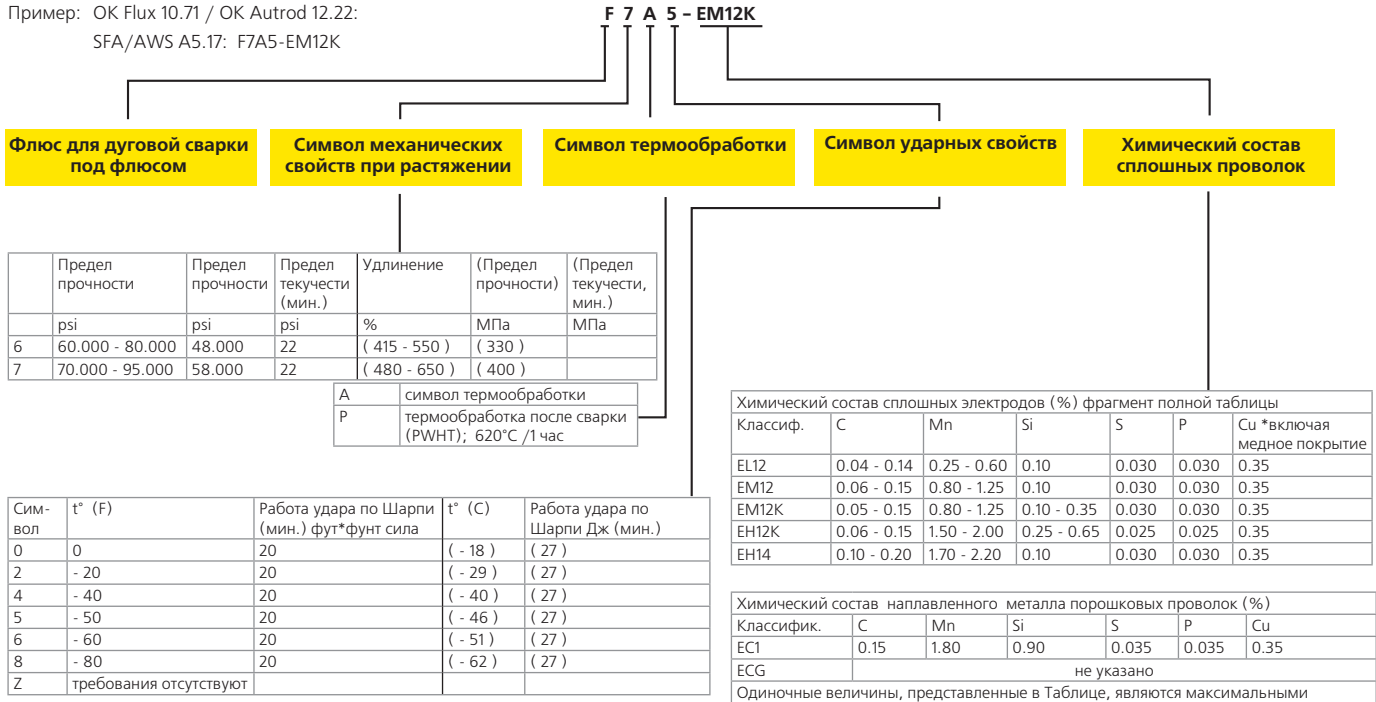 Пример: OK Flux 10.71 / OK Autrod 12.22:
SFA/AWS A5.17: F7A5-EM12K
F 7 A 5 – EM12K
Флюс для дуговой сварки
под флюсом
Символ механических
свойств при растяжении
Символ термообработки
Символ ударных свойств
Химический состав
сплошных проволок
Предел прочности | Предел прочности | Предел текучести (мин.) | Удлинение | (Предел прочности) | (Предел текучести, мин.)
psi | psi | psi | % | МПа | МПа
6 | 60.000 - 80.000 | 48.000 | 22 | ( 415 - 550 ) | ( 330 )
7 | 70.000 - 95.000 | 58.000 | 22 | ( 480 - 650 ) | ( 400 )
A | символ термообработки
P | термообработка после сварки
(PWHT); 620°C /1 час
Сим-вол | t° (F) | Работа удара по Шарпи (мин.) фут*фунт сила | t° (C) | Работа удара по Шарпи Дж (мин.)
0 | 0 | 20 | ( - 18 ) | ( 27 )
2 | - 20 | 20 | ( - 29 ) | ( 27 )
4 | - 40 | 20 | ( - 40 ) | ( 27 )
5 | - 50 | 20 | ( - 46 ) | ( 27 )
6 | - 60 | 20 | ( - 51 ) | ( 27 )
8 | - 80 | 20 | ( - 62 ) | ( 27 )
Z | требования отсутствуют
Химический состав сплошных электродов (%) фрагмент полной таблицы
Классиф. | C | Mn | Si | S | P | Cu *включая медное покрытие
EL12 | 0.04 - 0.14 | 0.25 - 0.60 | 0.10 | 0.030 | 0.030 | 0.35
EM12 | 0.06 - 0.15 | 0.80 - 1.25 | 0.10 | 0.030 | 0.030 | 0.35
EM12K | 0.05 - 0.15 | 0.80 - 1.25 | 0.10 - 0.35 | 0.030 | 0.030 | 0.35
EH12K | 0.06 - 0.15 | 1.50 - 2.00 | 0.25 - 0.65 | 0.025 | 0.025 | 0.35
EH14 | 0.10 - 0.20 | 1.70 - 2.20 | 0.10 | 0.030 | 0.030 | 0.35
Химический состав наплавленного металла порошковых проволок (%)
Классифик. | C | Mn | Si | S | P | Cu
EC1 | 0.15 | 1.80 | 0.90 | 0.035 | 0.035 | 0.35
ECG | не указано
Одиночные величины, представленные в Таблице, являются максимальными